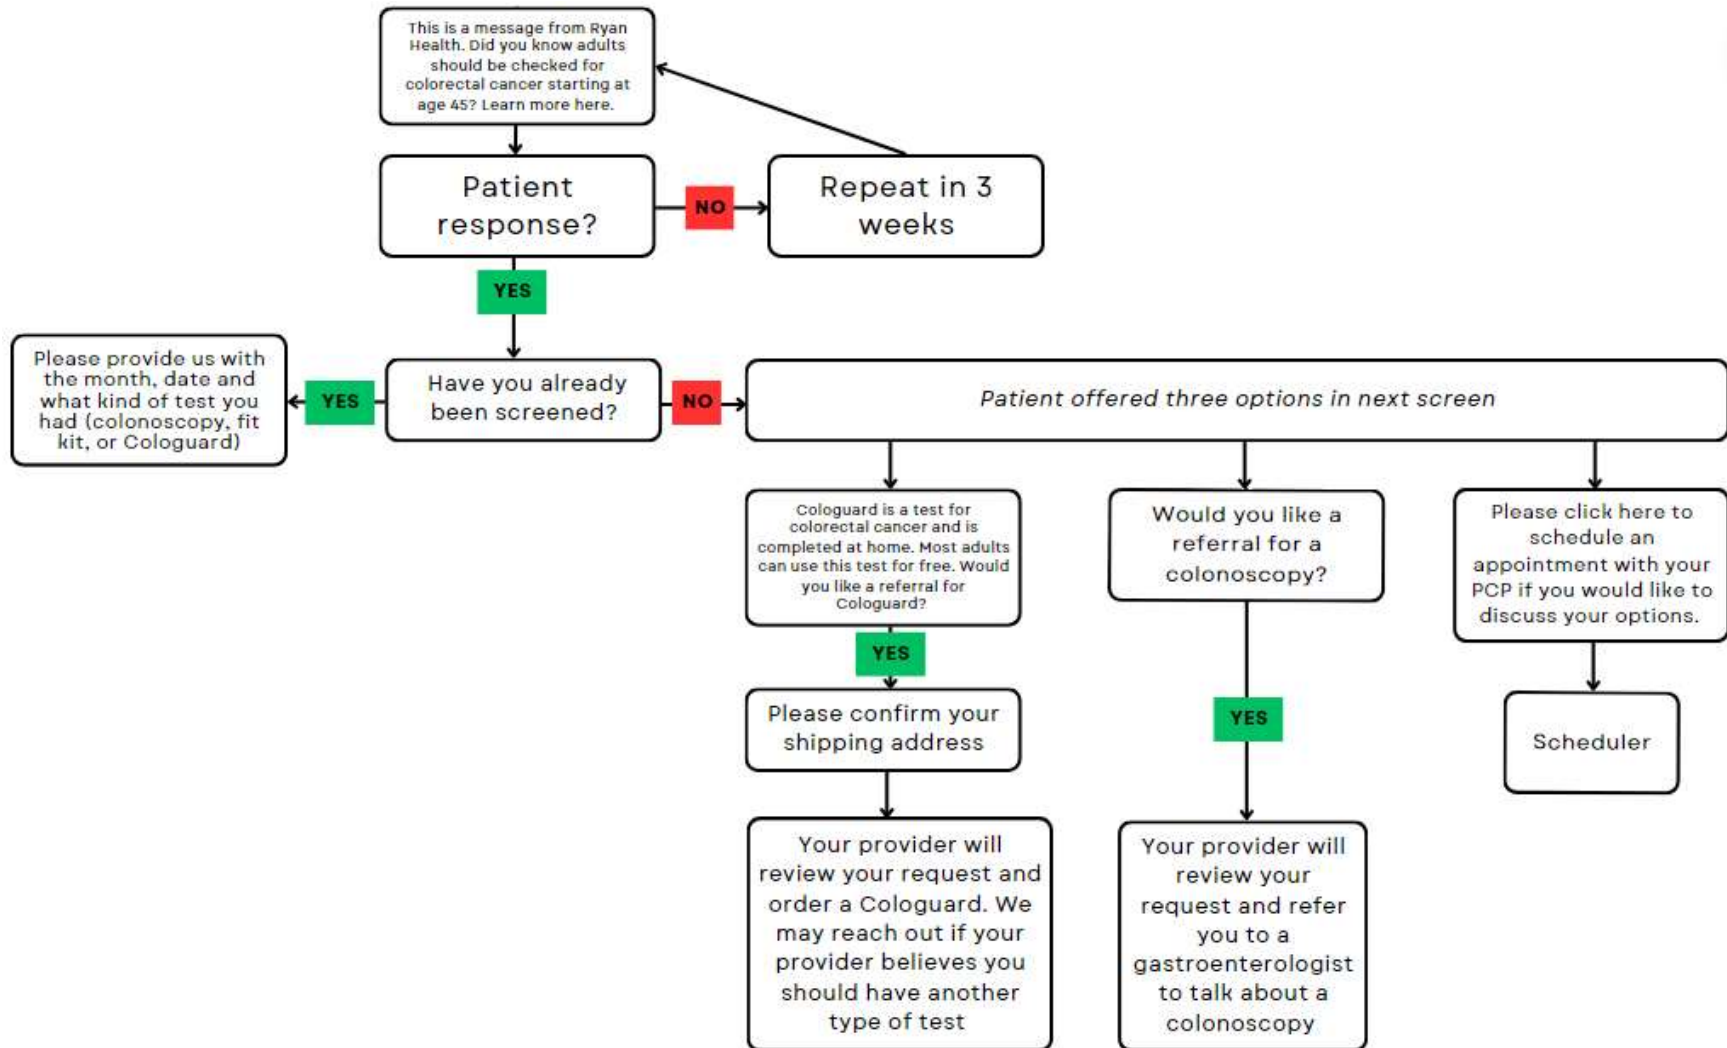 This is a message from Ryan
Health. Did you know adults
should be checked for
colorectal cancer starting at
age 45? Learn more here.
Patient
response?
NO
Repeat in 3
weeks
YES
Please provide us with
the month, date and
what kind of test you
had (colonoscopy, fit
kit, or Cologuard)
YES
Have you already
been screened?
NO
Patient offered three options in next screen
Cologuard is a test for
colorectal cancer and is
completed at home. Most adults
can use this test for free. Would
you like a referral for
Cologuard?
YES
Please confirm your
shipping address
Your provider will
review your request and
order a Cologuard. We
may reach out if your
provider believes you
should have another
type of test
Would you like a
referral for a
colonoscopy?
YES
Your provider will
review your
request and refer
you to a
gastroenterologist
to talk about a
colonoscopy
Please click here to
schedule an
appointment with your
PCP if you would like to
discuss your options.
Scheduler